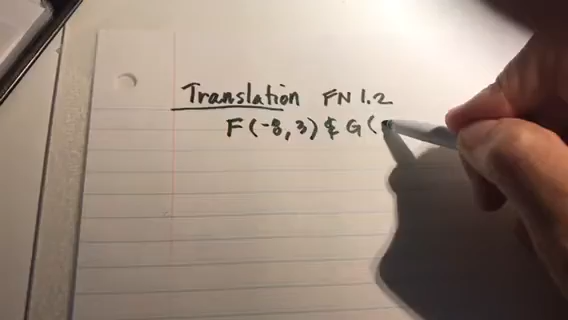 Translation FN 1.2
F(-8,3) & G(